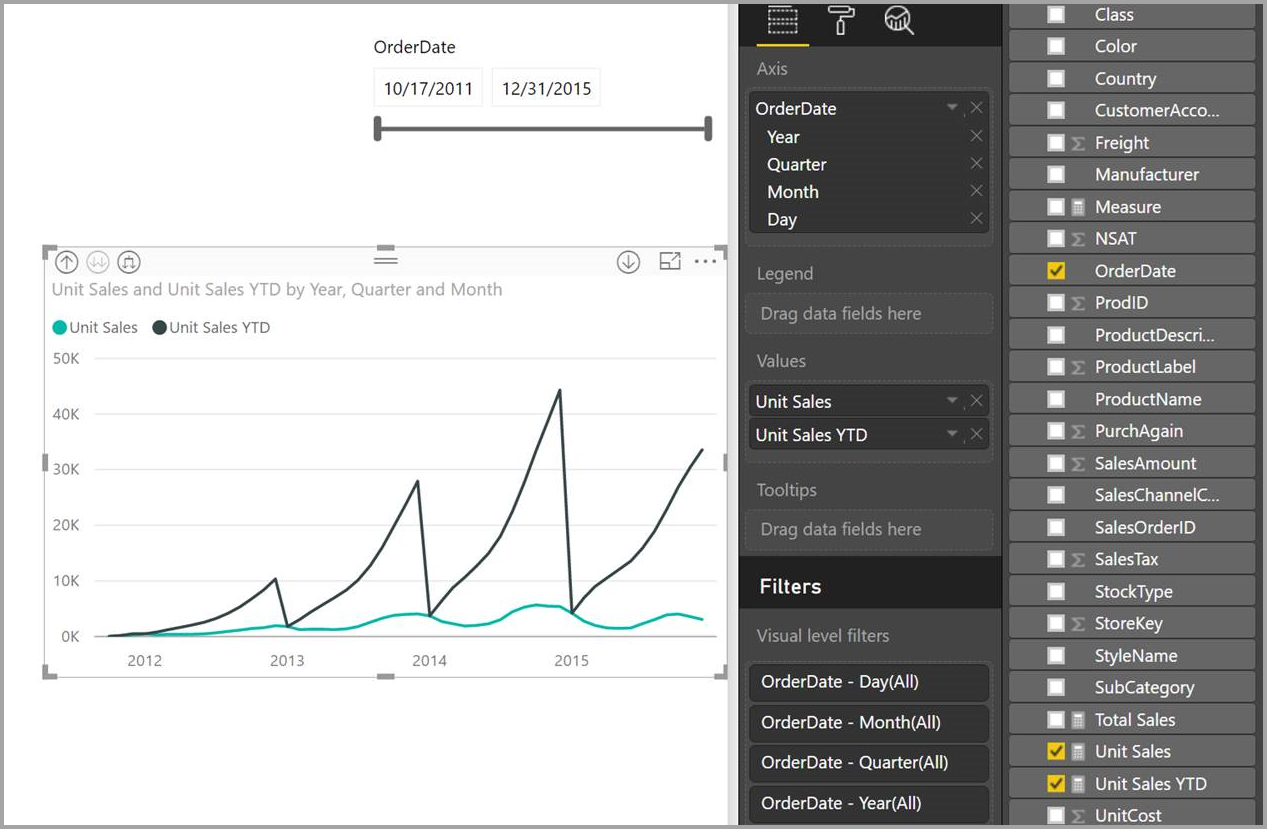 OrderDate
10/17/2011 12/31/2015
Unit Sales and Unit Sales YTD by Year, Quarter and Month
Unit Sales Unit Sales YTD
50K
40K
30K
20K
10K
0K
2012 2013 2014 2015
Axis
OrderDate
Year
Quarter
Month
Day
Legend
Drag data fields here
Values
Unit Sales
Unit Sales YTD
Tooltips
Drag data fields here
Filters
Visual level filters
OrderDate - Day(All)
OrderDate - Month(All)
OrderDate - Quarter(All)
OrderDate - Year(All)
Class
Color
Country
CustomerAcco...
Freight
Manufacturer
Measure
NSAT
OrderDate
ProdID
ProductDescri...
ProductLabel
ProductName
PurchAgain
SalesAmount
SalesChannelC...
SalesOrderID
SalesTax
StockType
StoreKey
StyleName
SubCategory
Total Sales
Unit Sales
Unit Sales YTD
UnitCost